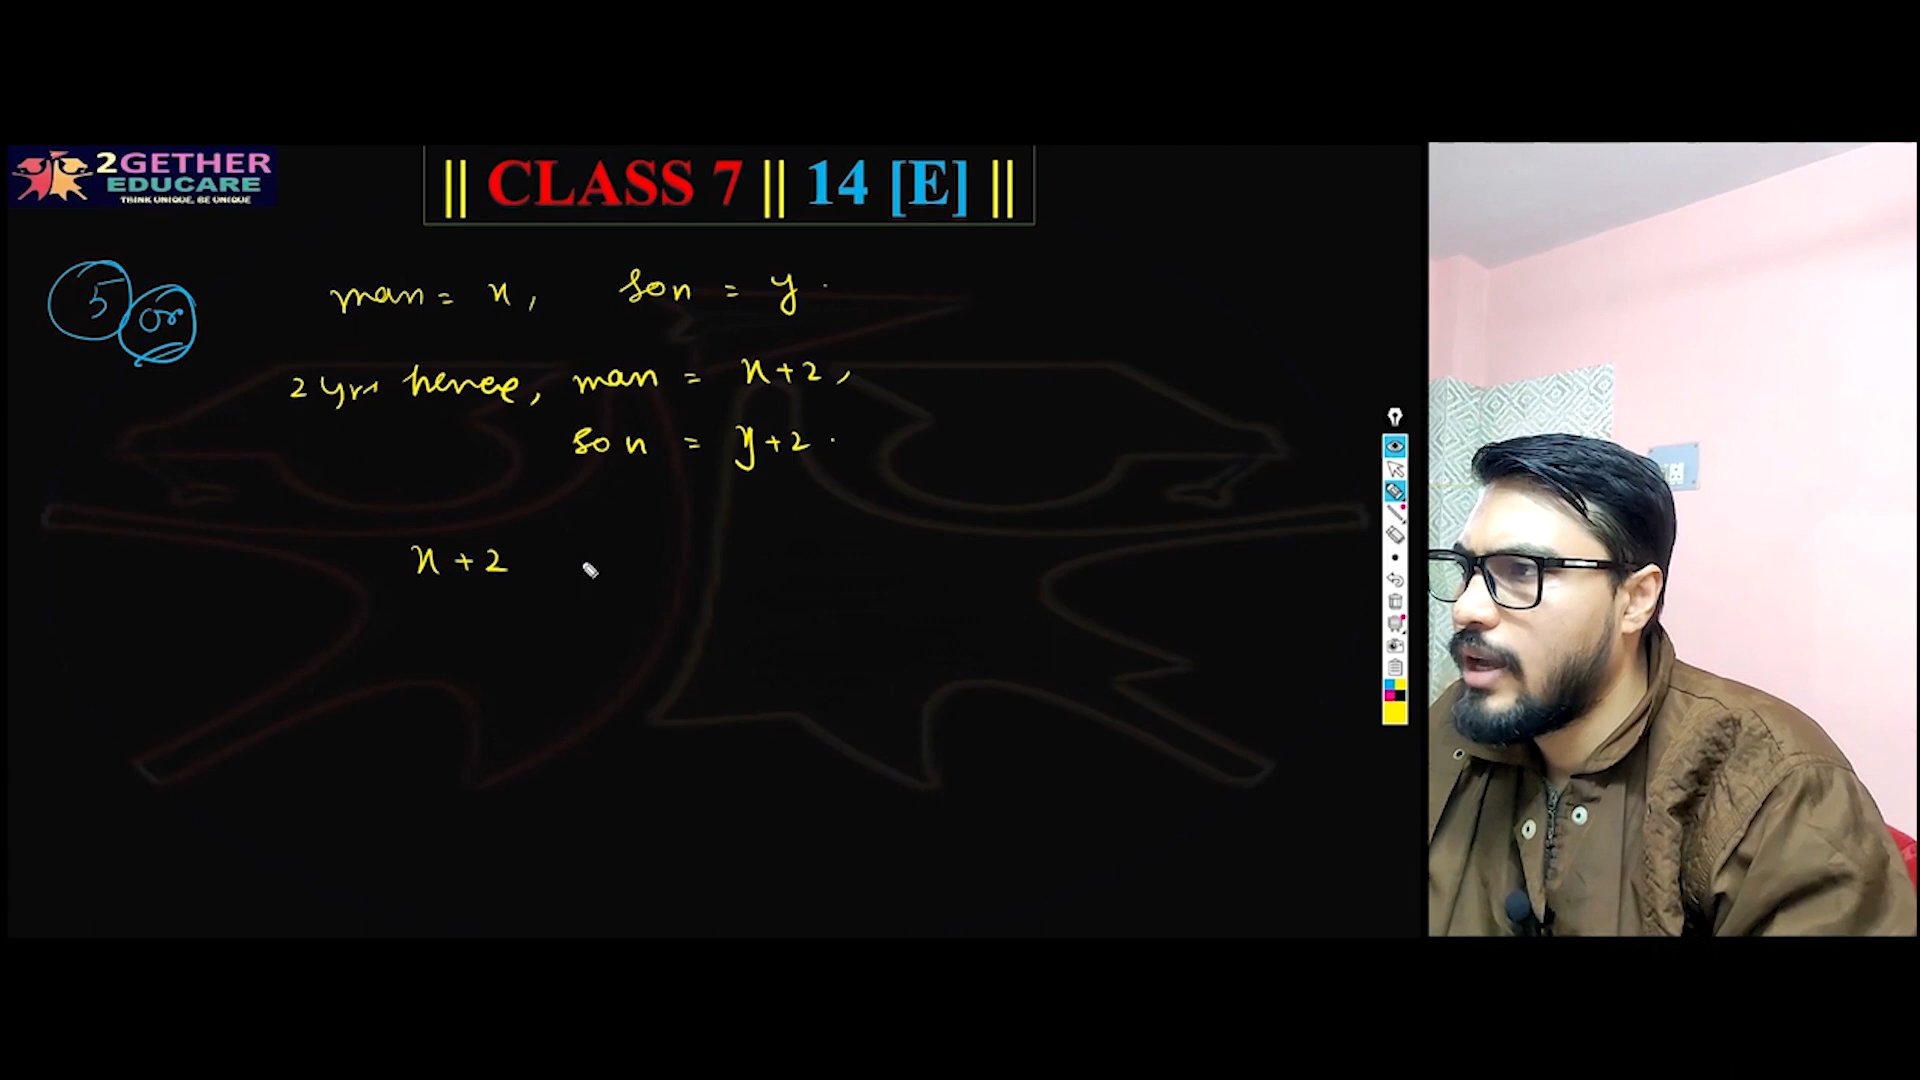 2GETHER
EDUCARE
THINK UNIQUE, BE UNIQUE
|| CLASS 7 || 14 [E] ||
5 or
man = x, son = y.
2 yrs hence, man = x+2,
son = y+2.
x+2